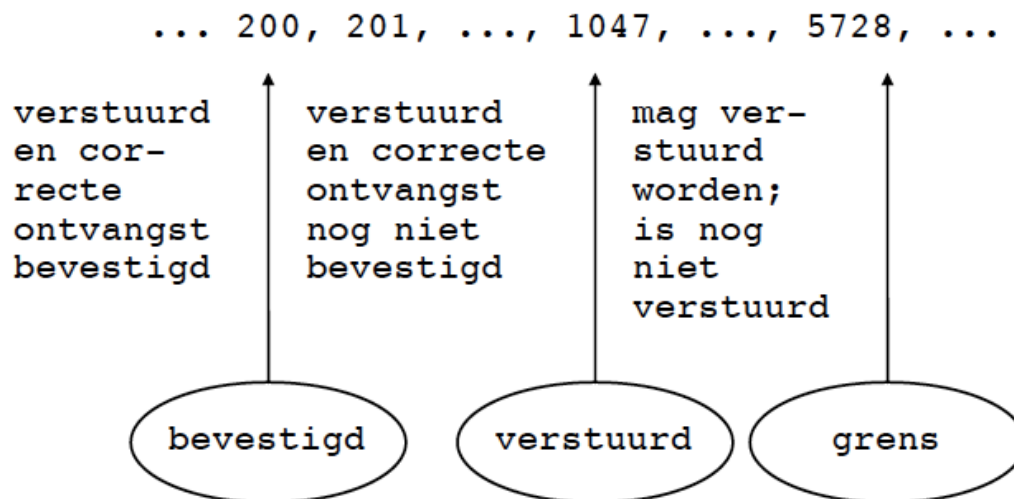 ... 200, 201, ..., 1047, ..., 5728, ...
verstuurd
en cor-
recte
ontvangst
bevestigd
verstuurd
en correcte
ontvangst
nog niet
bevestigd
mag ver-
stuurd
worden;
is nog
niet
verstuurd
bevestigd
verstuurd
grens